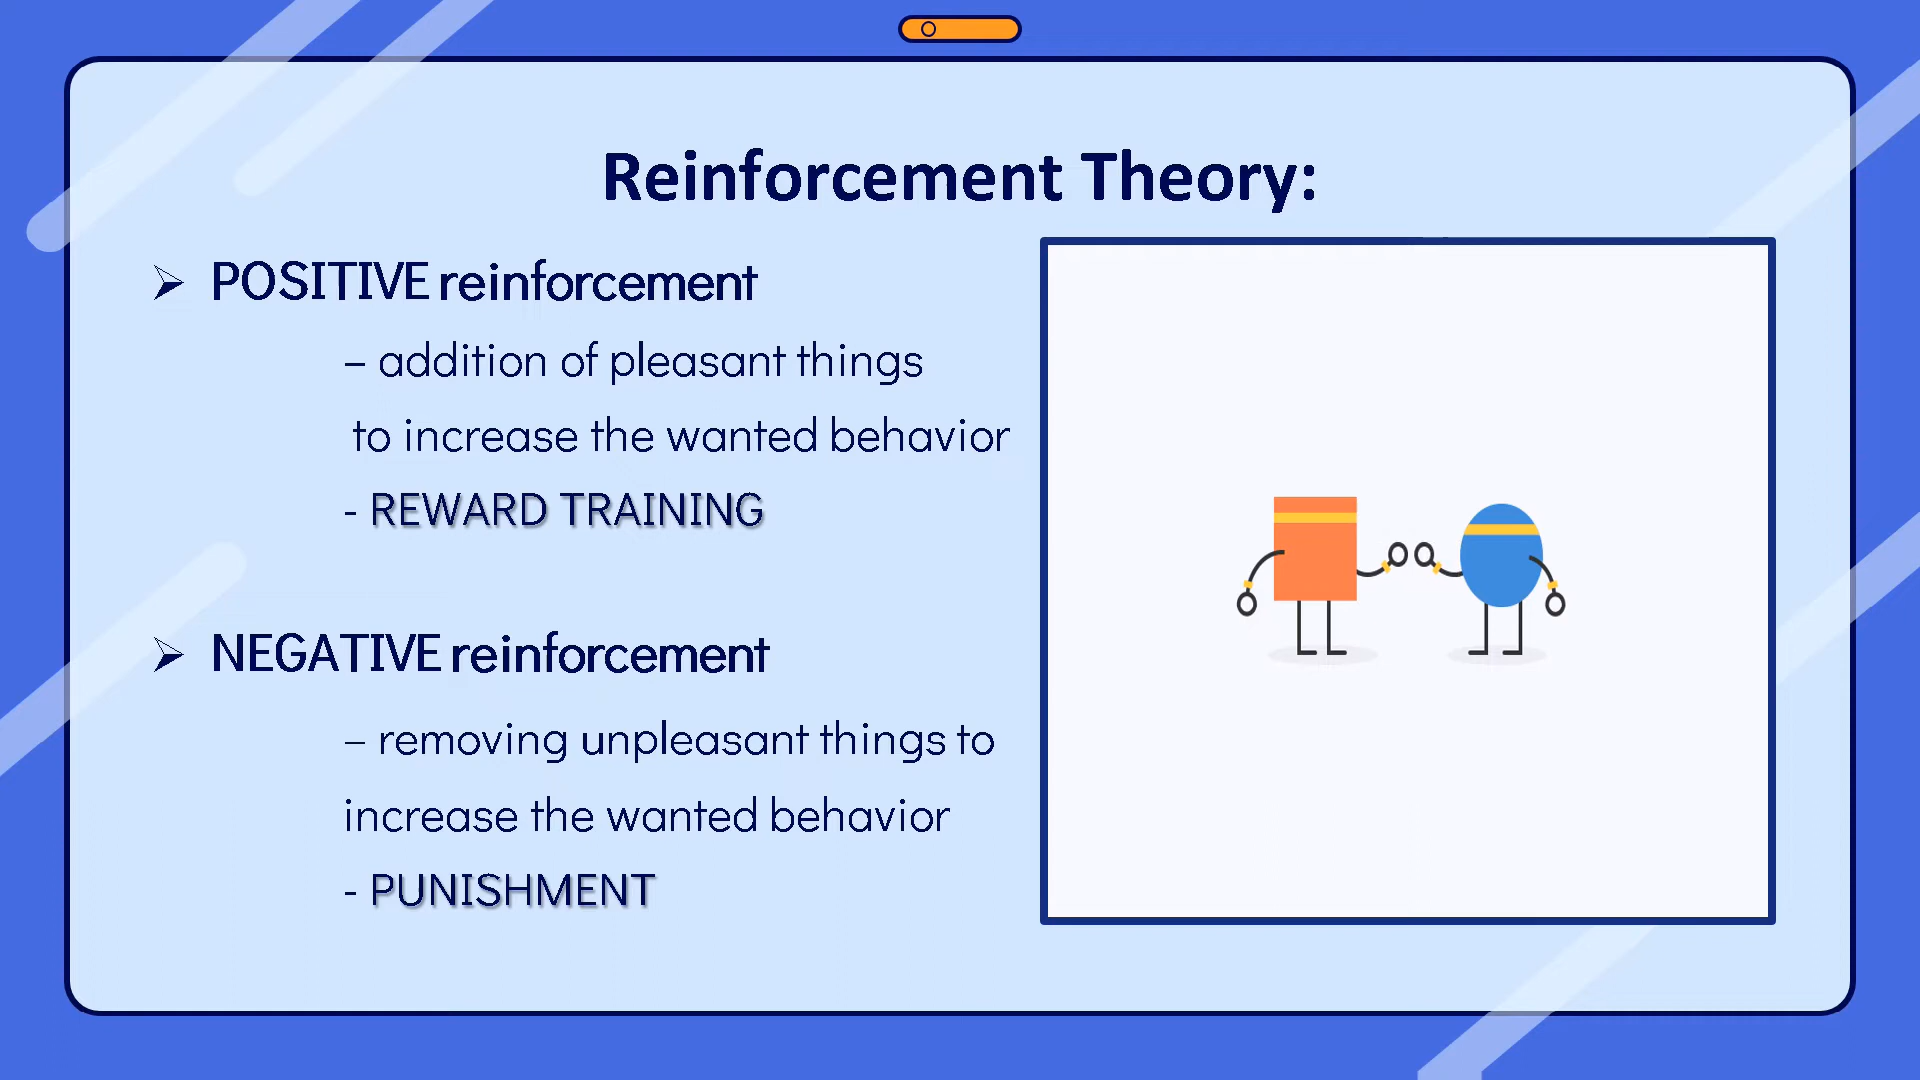 Reinforcement Theory:
➢ POSITIVE reinforcement
– addition of pleasant things
to increase the wanted behavior
- REWARD TRAINING
➢ NEGATIVE reinforcement
– removing unpleasant things to
increase the wanted behavior
- PUNISHMENT